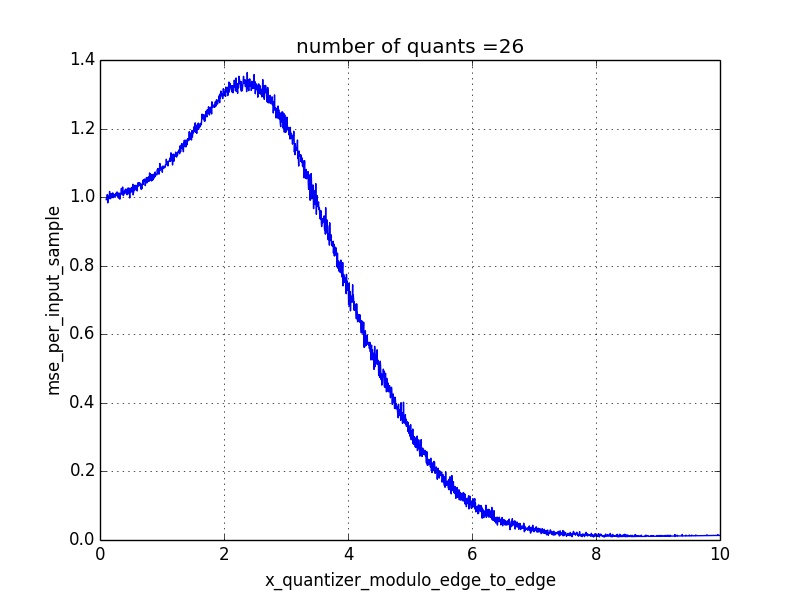 number of quants =26
1.4
1.2
1.0
0.8
0.6
0.4
0.2
0.0
mse_per_input_sample
0 2 4 6 8 10
x_quantizer_modulo_edge_to_edge